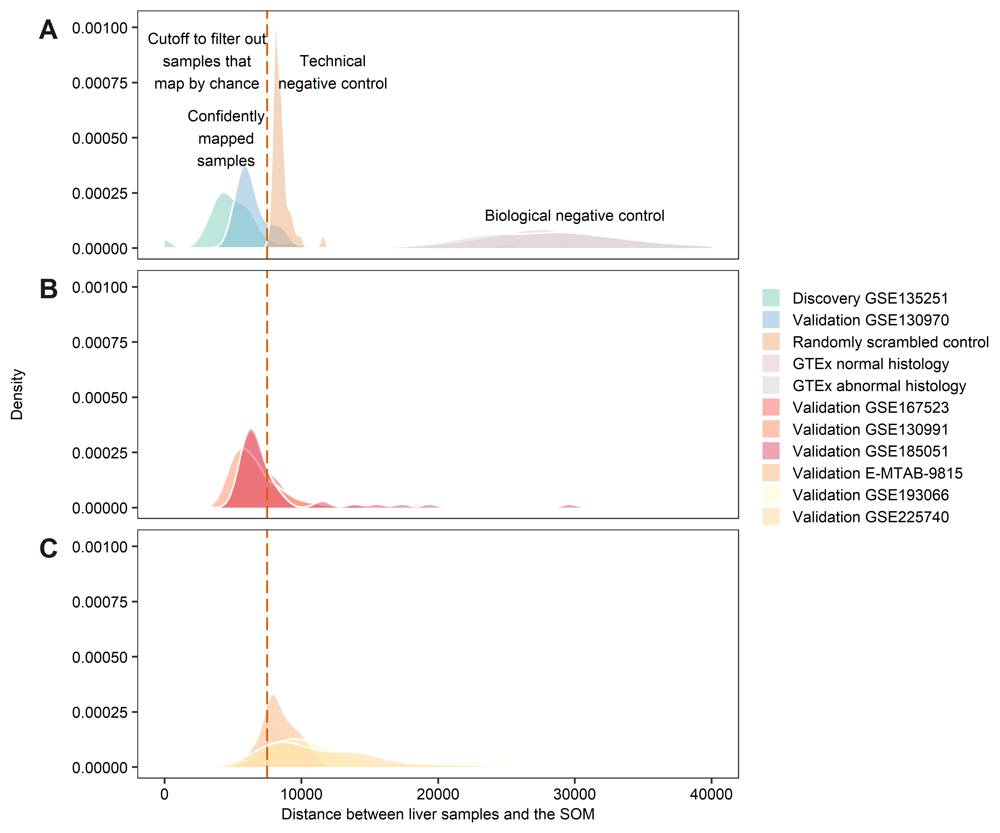 A
0.00100
0.00075
0.00050
0.00025
0.00000
Cutoff to filter out
samples that
map by chance
Technical
negative control
Confidently
mapped
samples
Biological negative control
B
0.00100
0.00075
0.00050
0.00025
0.00000
Density
C
0.00100
0.00075
0.00050
0.00025
0.00000
0
10000
20000
30000
40000
Distance between liver samples and the SOM
Discovery GSE135251
Validation GSE130970
Randomly scrambled control
GTEx normal histology
GTEx abnormal histology
Validation GSE167523
Validation GSE130991
Validation GSE185051
Validation E-MTAB-9815
Validation GSE193066
Validation GSE225740